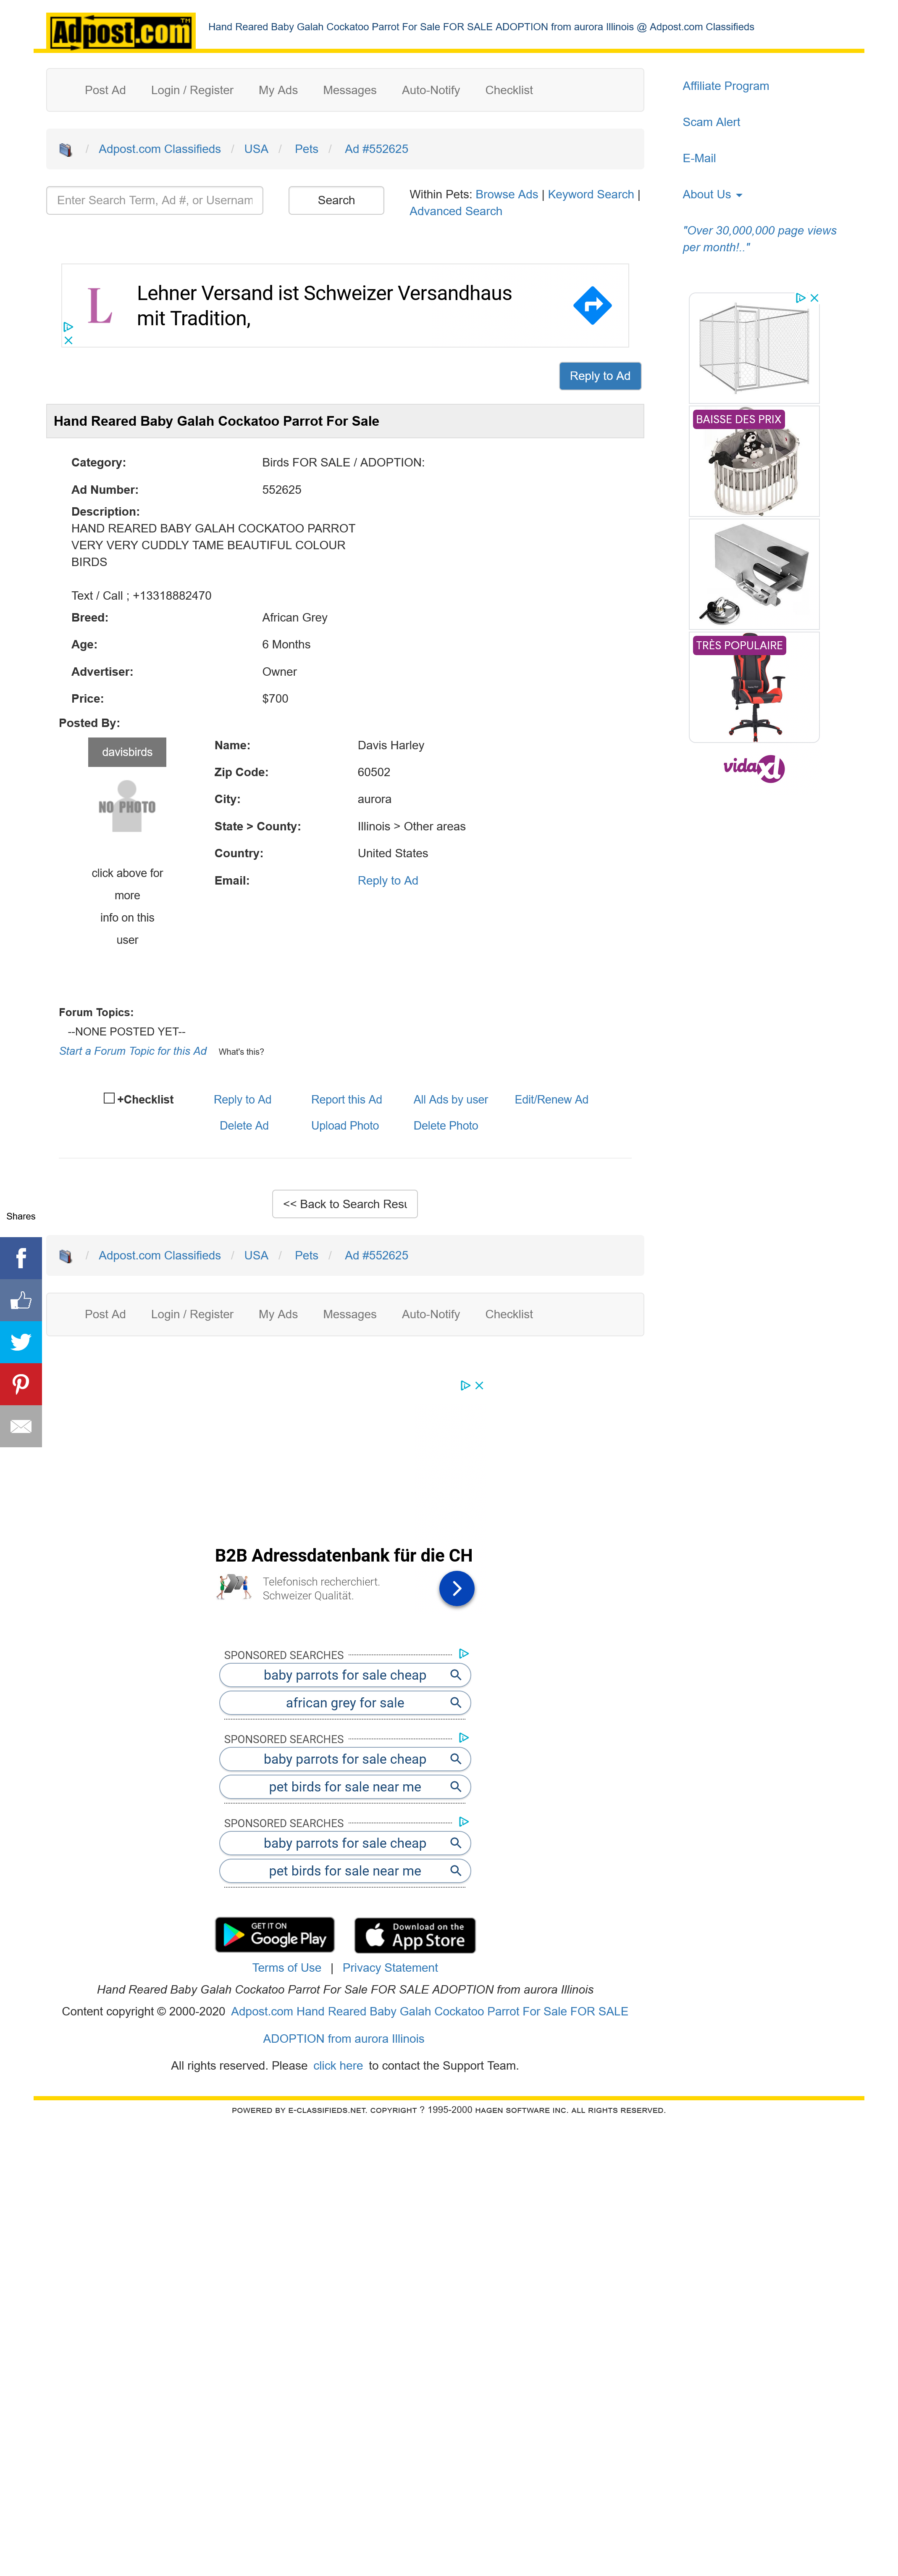 Adpost.com™
Hand Reared Baby Galah Cockatoo Parrot For Sale FOR SALE ADOPTION from aurora Illinois @ Adpost.com Classifieds
Post Ad Login / Register My Ads Messages Auto-Notify Checklist
/ Adpost.com Classifieds / USA / Pets / Ad #552625
Enter Search Term, Ad #, or Usernam
Search
Within Pets: Browse Ads | Keyword Search |
Advanced Search
Affiliate Program
Scam Alert
E-Mail
About Us
"Over 30,000,000 page views
per month!.."
Lehner Versand ist Schweizer Versandhaus
mit Tradition,
L
BAISSE DES PRIX
TRÈS POPULAIRE
vidaXL
Reply to Ad
Hand Reared Baby Galah Cockatoo Parrot For Sale
Category: Birds FOR SALE / ADOPTION:
Ad Number: 552625
Description:
HAND REARED BABY GALAH COCKATOO PARROT
VERY VERY CUDDLY TAME BEAUTIFUL COLOUR
BIRDS
Text / Call ; +13318882470
Breed: African Grey
Age: 6 Months
Advertiser: Owner
Price: $700
Posted By:
davisbirds
NO PHOTO
click above for
more
info on this
user
Name: Davis Harley
Zip Code: 60502
City: aurora
State > County: Illinois > Other areas
Country: United States
Email: Reply to Ad
Forum Topics:
--NONE POSTED YET--
Start a Forum Topic for this Ad What's this?
+Checklist Reply to Ad Report this Ad All Ads by user Edit/Renew Ad
Delete Ad Upload Photo Delete Photo
<< Back to Search Resu
Shares
/ Adpost.com Classifieds / USA / Pets / Ad #552625
Post Ad Login / Register My Ads Messages Auto-Notify Checklist
B2B Adressdatenbank für die CH
Telefonisch recherchiert.
Schweizer Qualität.
SPONSORED SEARCHES
baby parrots for sale cheap
african grey for sale
SPONSORED SEARCHES
baby parrots for sale cheap
pet birds for sale near me
SPONSORED SEARCHES
baby parrots for sale cheap
pet birds for sale near me
GET IT ON
Google Play
Download on the
App Store
Terms of Use | Privacy Statement
Hand Reared Baby Galah Cockatoo Parrot For Sale FOR SALE ADOPTION from aurora Illinois
Content copyright © 2000-2020 Adpost.com Hand Reared Baby Galah Cockatoo Parrot For Sale FOR SALE
ADOPTION from aurora Illinois
All rights reserved. Please click here to contact the Support Team.
POWERED BY E-CLASSIFIEDS.NET. COPYRIGHT ? 1995-2000 HAGEN SOFTWARE INC. ALL RIGHTS RESERVED.